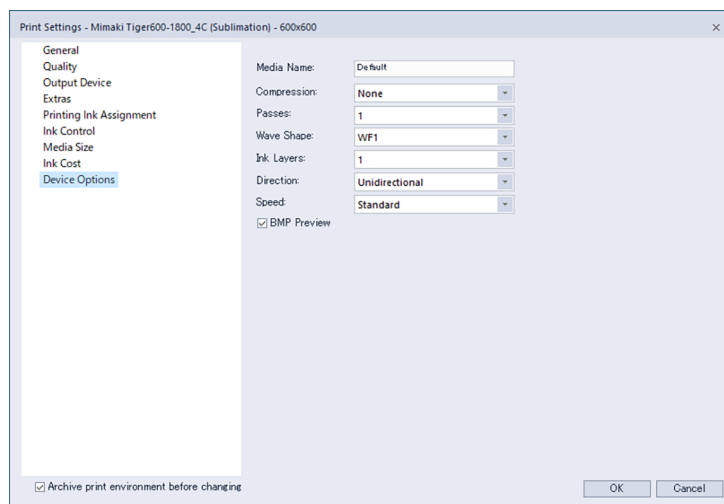 Print Settings - Mimaki Tiger600-1800_4C (Sublimation) - 600x600
General
Quality
Output Device
Extras
Printing Ink Assignment
Ink Control
Media Size
Ink Cost
Device Options
Media Name: Default
Compression: None
Passes: 1
Wave Shape: WF1
Ink Layers: 1
Direction: Unidirectional
Speed: Standard
BMP Preview
Archive print environment before changing
OK Cancel